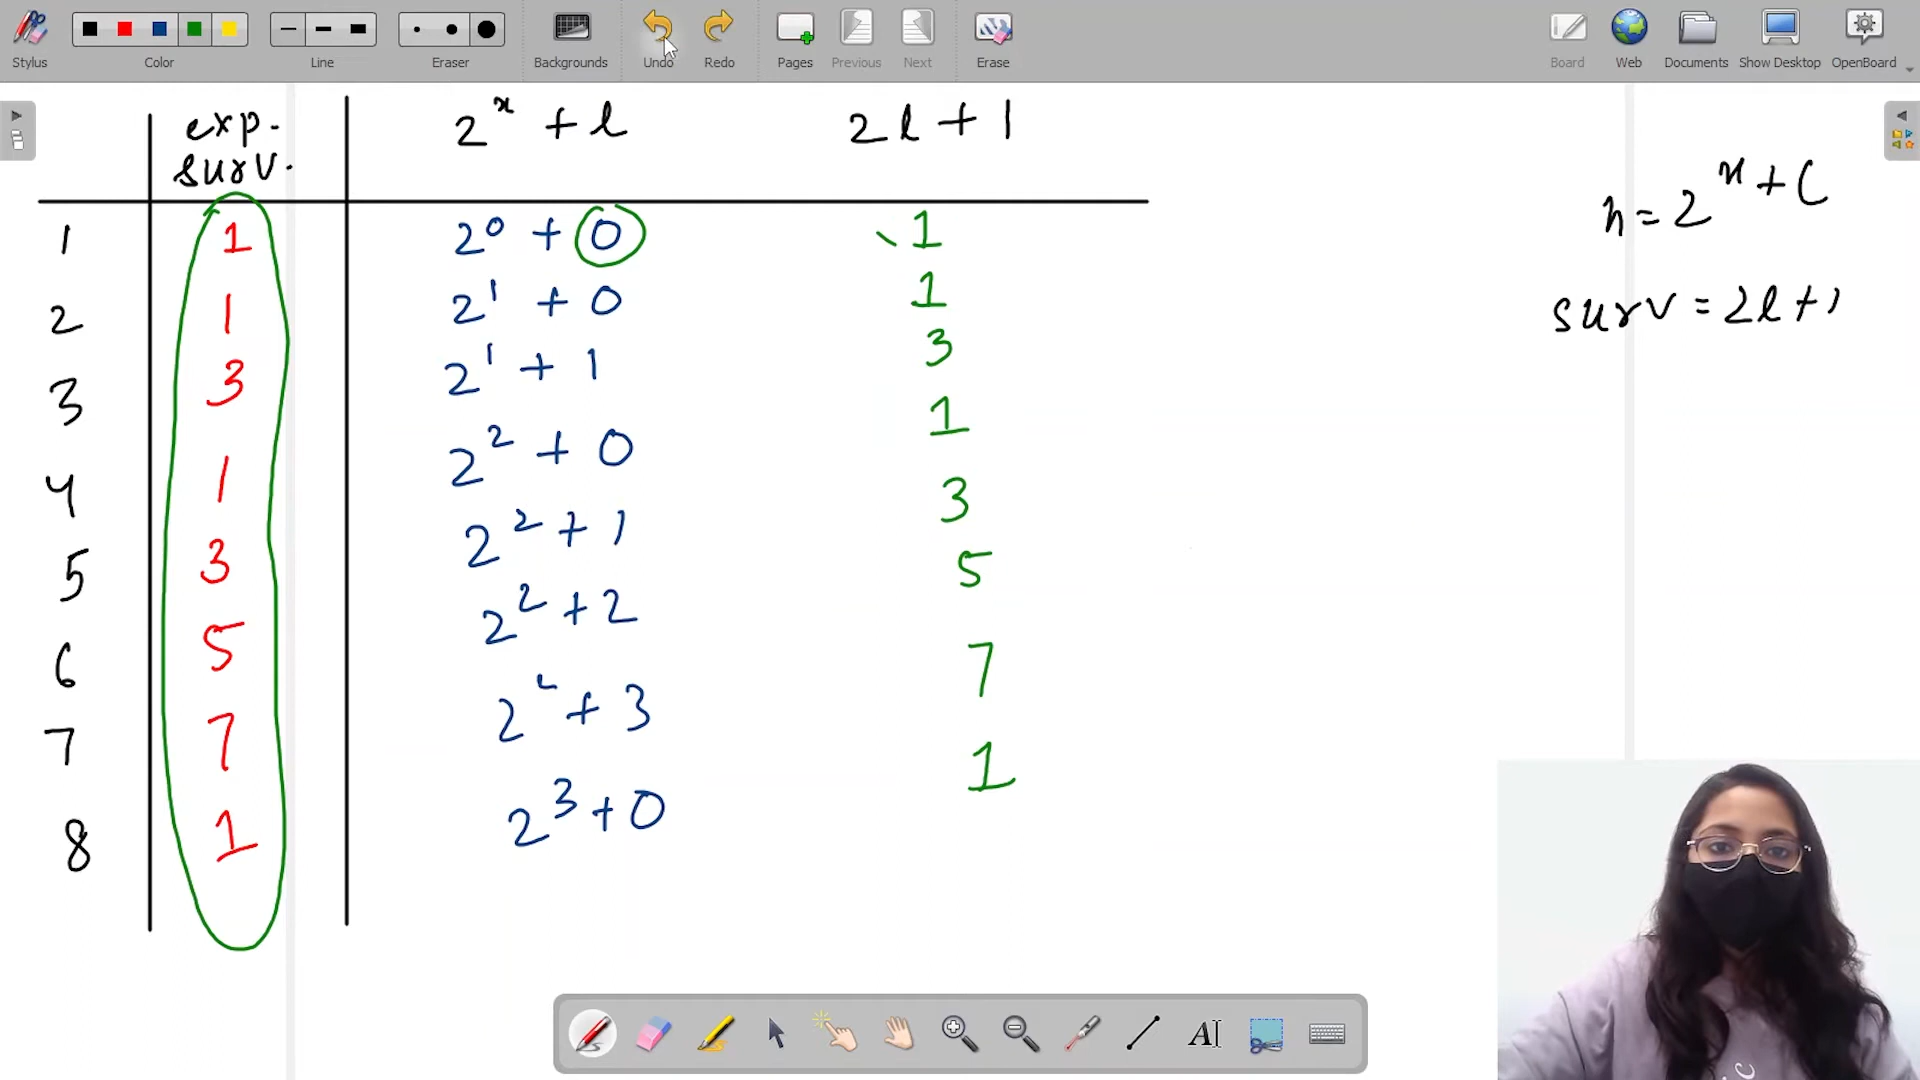 Stylus Color Line Eraser Backgrounds Undo Redo Pages Previous Next Erase Board Web Documents Show Desktop OpenBoard
exp. surv. 2^x + l 2l + 1
1 1 2^0 + 0 1
2 1 2^1 + 0 1
3 3 2^1 + 1 3
4 1 2^2 + 0 1
5 3 2^2 + 1 3
6 5 2^2 + 2 5
7 7 2^2 + 3 7
8 1 2^3 + 0 1
n = 2^x + l
surv = 2l + 1